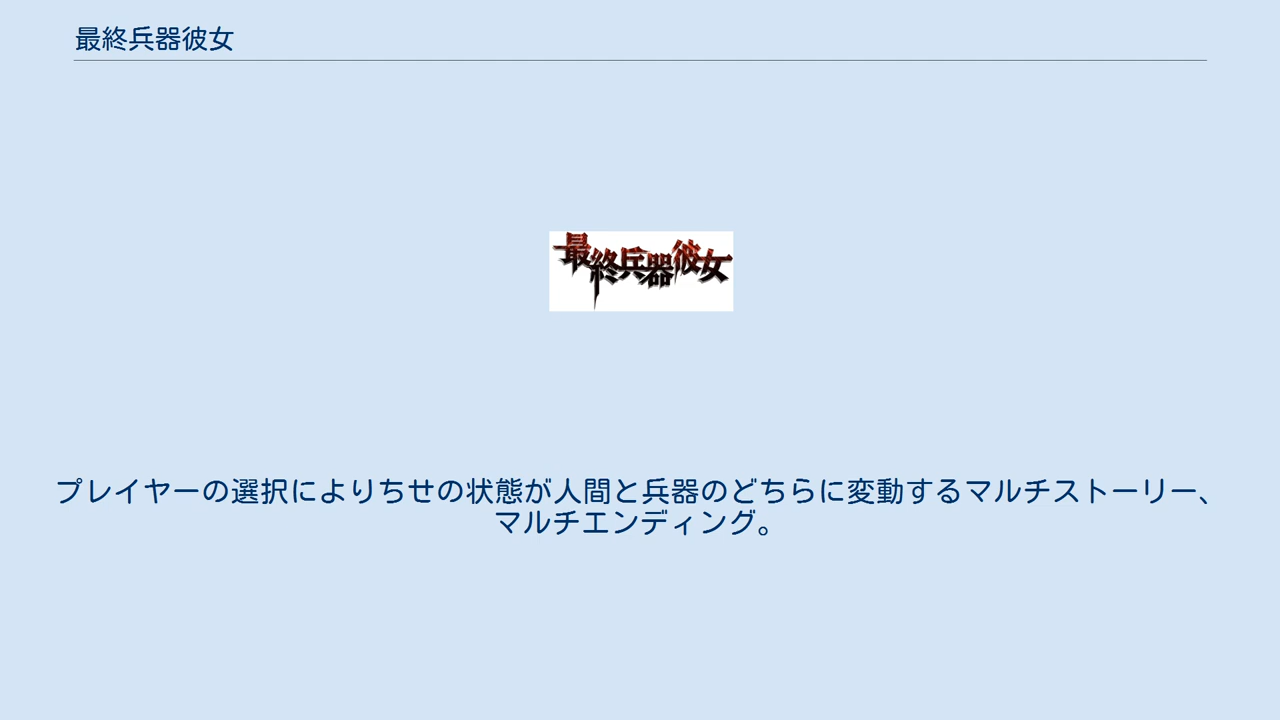 最終兵器彼女
最終兵器彼女
プレイヤーの選択によりちせの状態が人間と兵器のどちらに変動するマルチストーリー、
マルチエンディング。